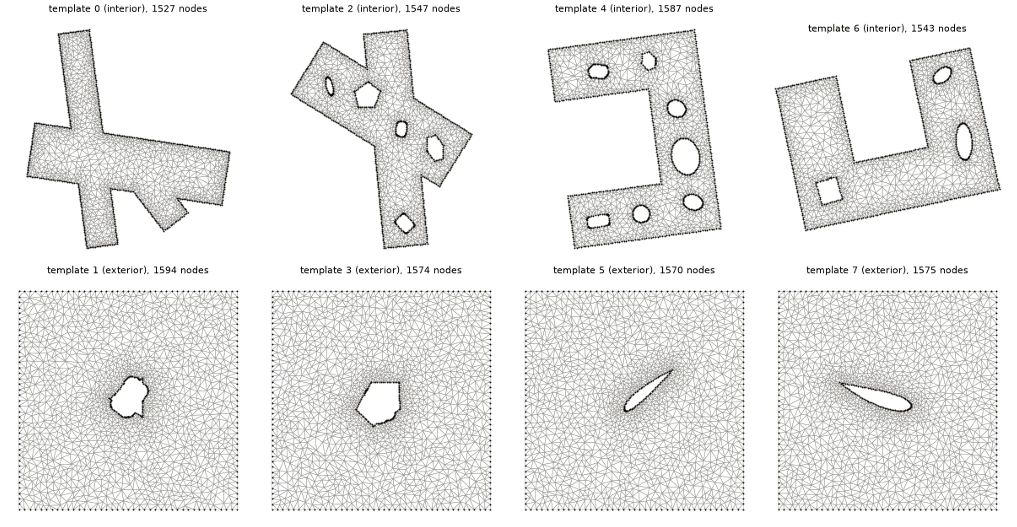 template 0 (interior), 1527 nodes
template 2 (interior), 1547 nodes
template 4 (interior), 1587 nodes
template 6 (interior), 1543 nodes
template 1 (exterior), 1594 nodes
template 3 (exterior), 1574 nodes
template 5 (exterior), 1570 nodes
template 7 (exterior), 1575 nodes